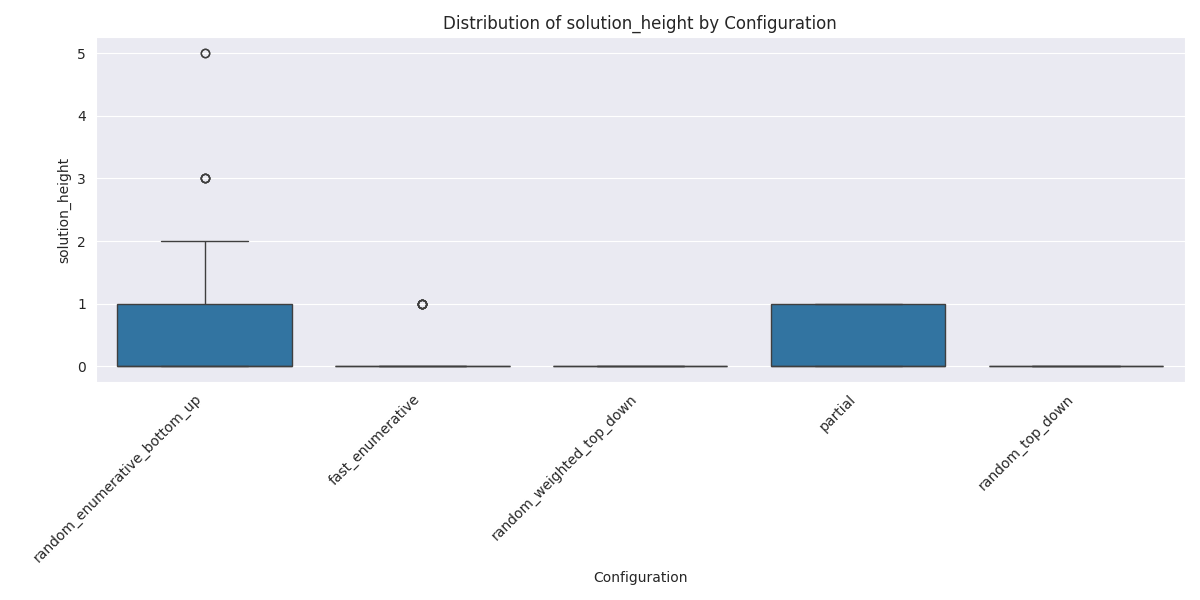 Distribution of solution_height by Configuration
solution_height
5
4
3
2
1
0
random_enumerative_bottom_up
fast_enumerative
random_weighted_top_down
partial
random_top_down
Configuration